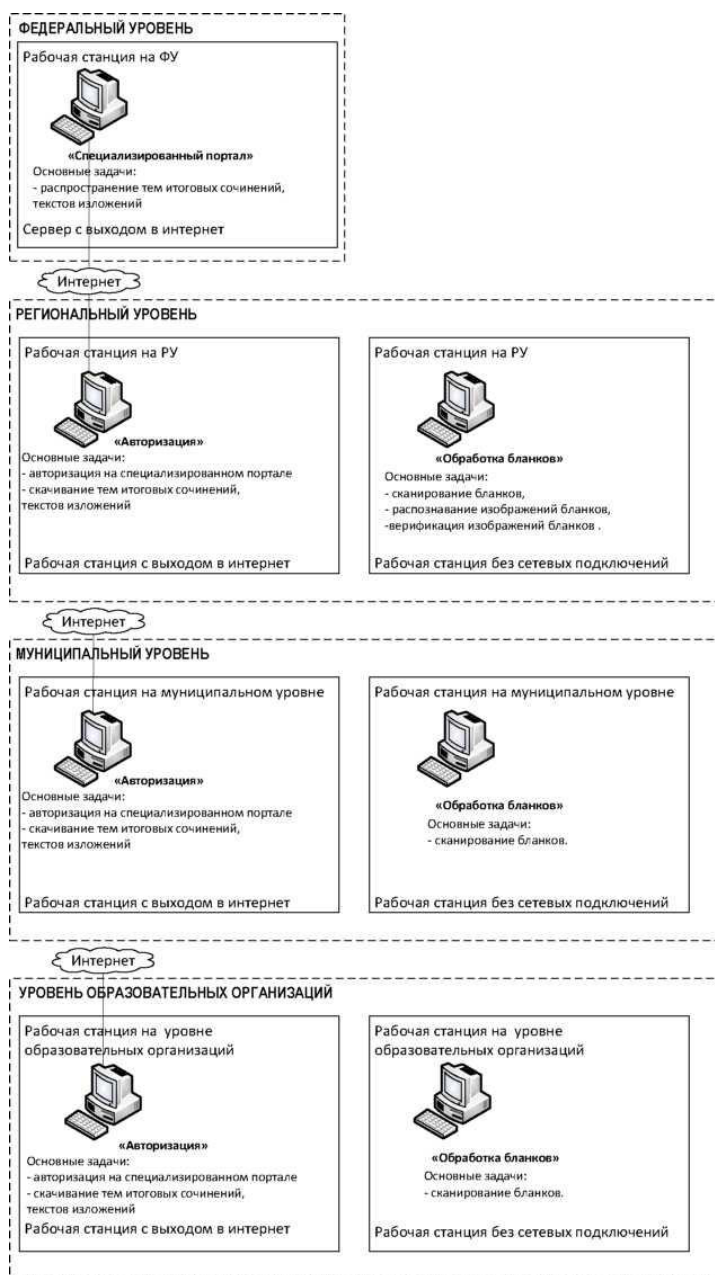 ФЕДЕРАЛЬНЫЙ УРОВЕНЬ
Рабочая станция на ФУ
«Специализированный портал»
Основные задачи:
- распространение тем итоговых сочинений,
текстов изложений
Сервер с выходом в интернет
Интернет
РЕГИОНАЛЬНЫЙ УРОВЕНЬ
Рабочая станция на РУ
«Авторизация»
Основные задачи:
- авторизация на специализированном портале
- скачивание тем итоговых сочинений,
текстов изложений
Рабочая станция с выходом в интернет
Рабочая станция на РУ
«Обработка бланков»
Основные задачи:
- сканирование бланков,
- распознавание изображений бланков,
-верификация изображений бланков .
Рабочая станция без сетевых подключений
Интернет
МУНИЦИПАЛЬНЫЙ УРОВЕНЬ
Рабочая станция на муниципальном уровне
«Авторизация»
Основные задачи:
- авторизация на специализированном портале
- скачивание тем итоговых сочинений,
текстов изложений
Рабочая станция с выходом в интернет
Рабочая станция на муниципальном уровне
«Обработка бланков»
Основные задачи:
- сканирование бланков.
Рабочая станция без сетевых подключений
Интернет
УРОВЕНЬ ОБРАЗОВАТЕЛЬНЫХ ОРГАНИЗАЦИЙ
Рабочая станция на уровне
образовательных организаций
«Авторизация»
Основные задачи:
- авторизация на специализированном портале
- скачивание тем итоговых сочинений,
текстов изложений
Рабочая станция с выходом в интернет
Рабочая станция на уровне
образовательных организаций
«Обработка бланков»
Основные задачи:
- сканирование бланков.
Рабочая станция без сетевых подключений